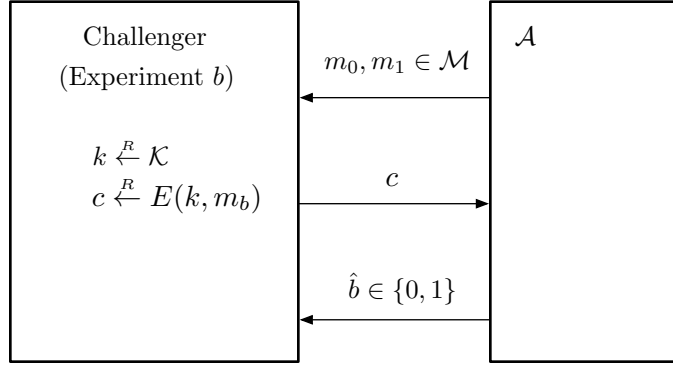 Challenger
(Experiment b)
𝒜
m₀, m₁ ∈ ℳ
k ←ᴿ 𝒦
c ←ᴿ E(k, m_b)
c
b̂ ∈ {0, 1}